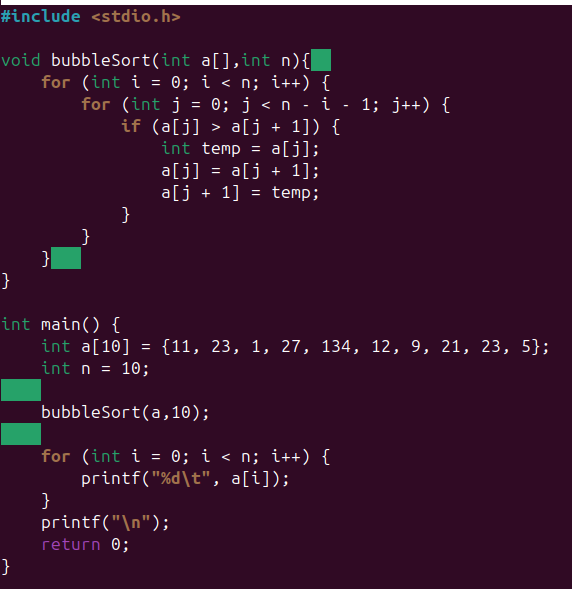 #include <stdio.h>

void bubbleSort(int a[],int n){
    for (int i = 0; i < n; i++) {
        for (int j = 0; j < n - i - 1; j++) {
            if (a[j] > a[j + 1]) {
                int temp = a[j];
                a[j] = a[j + 1];
                a[j + 1] = temp;
            }
        }
    }
}

int main() {
    int a[10] = {11, 23, 1, 27, 134, 12, 9, 21, 23, 5};
    int n = 10;

    bubbleSort(a,10);

    for (int i = 0; i < n; i++) {
        printf("%d\t", a[i]);
    }
    printf("\n");
    return 0;
}